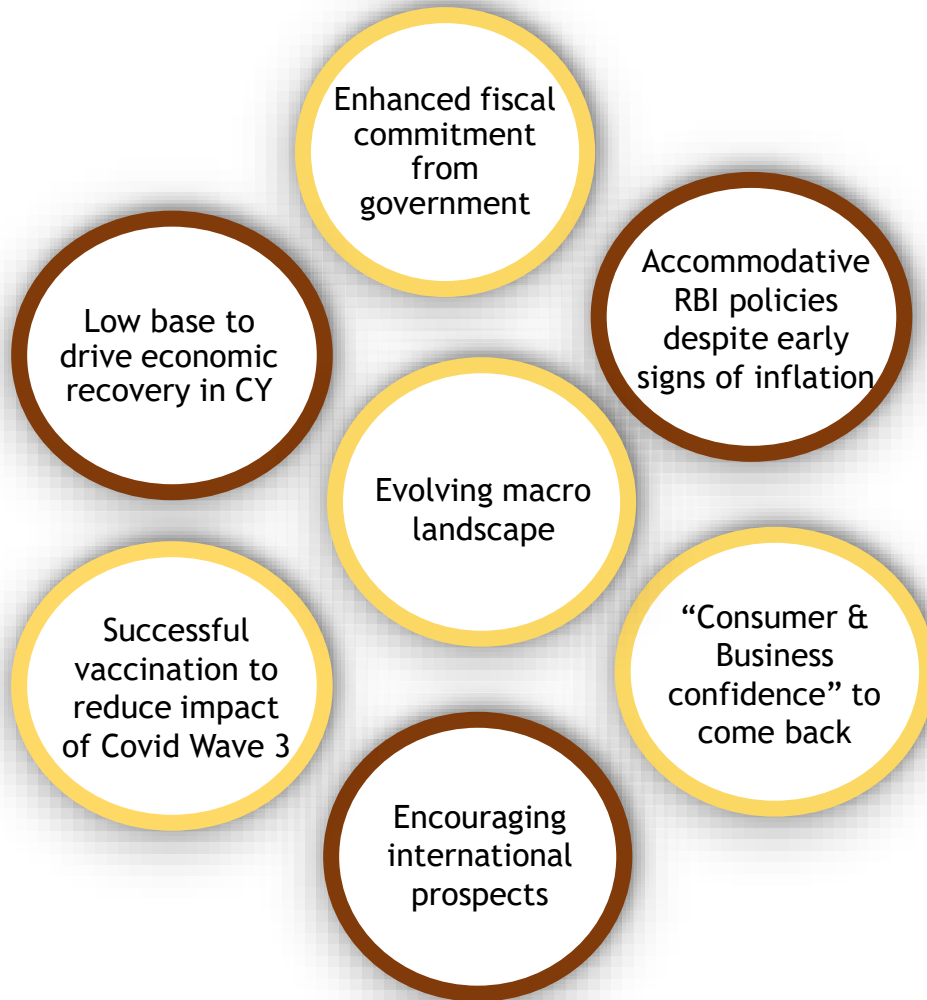 Enhanced fiscal
commitment
from
government
Accommodative
RBI policies
despite early
signs of inflation
Low base to
drive economic
recovery in CY
Evolving macro
landscape
“Consumer &
Business
confidence” to
come back
Successful
vaccination to
reduce impact
of Covid Wave 3
Encouraging
international
prospects